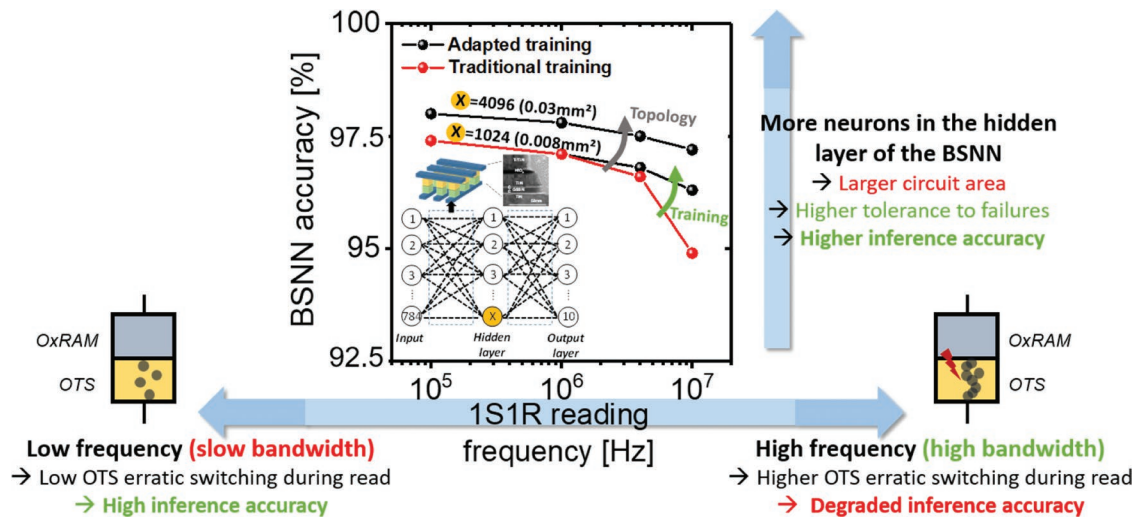 100
97.5
95
92.5
BSNN accuracy [%]
Adapted training
Traditional training
X=4096 (0.03mm²)
X=1024 (0.008mm²)
Topology
Training
1
2
3
784
Input
1
2
3
X
Hidden
layer
1
2
3
10
Output
layer
10⁵
10⁶
10⁷
1S1R reading
frequency [Hz]
More neurons in the hidden
layer of the BSNN
→ Larger circuit area
→ Higher tolerance to failures
→ Higher inference accuracy
OxRAM
OTS
Low frequency (slow bandwidth)
→ Low OTS erratic switching during read
→ High inference accuracy
OxRAM
OTS
High frequency (high bandwidth)
→ Higher OTS erratic switching during read
→ Degraded inference accuracy